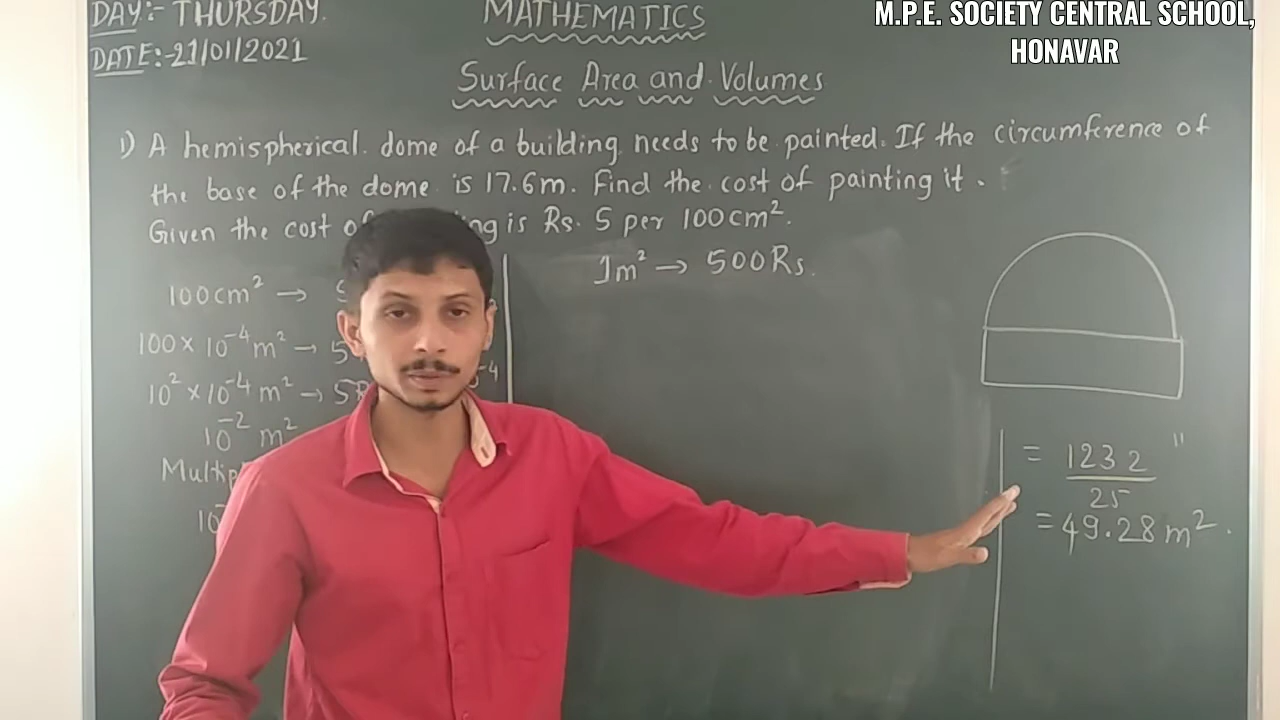 DAY:- THURSDAY.
DATE:-21/01/2021
MATHEMATICS
M.P.E. SOCIETY CENTRAL SCHOOL,
HONAVAR
Surface Area and Volumes
1) A hemispherical dome of a building needs to be painted. If the circumference of
the base of the dome is 17.6m. Find the cost of painting it.
Given the cost is Rs. 5 per 100cm².
1m² → 500Rs.
100cm² →
100 × 10⁻⁴m² → 5
10² × 10⁻⁴ m² → 5R
10⁻² m²
= 1232
25
= 49.28 m².